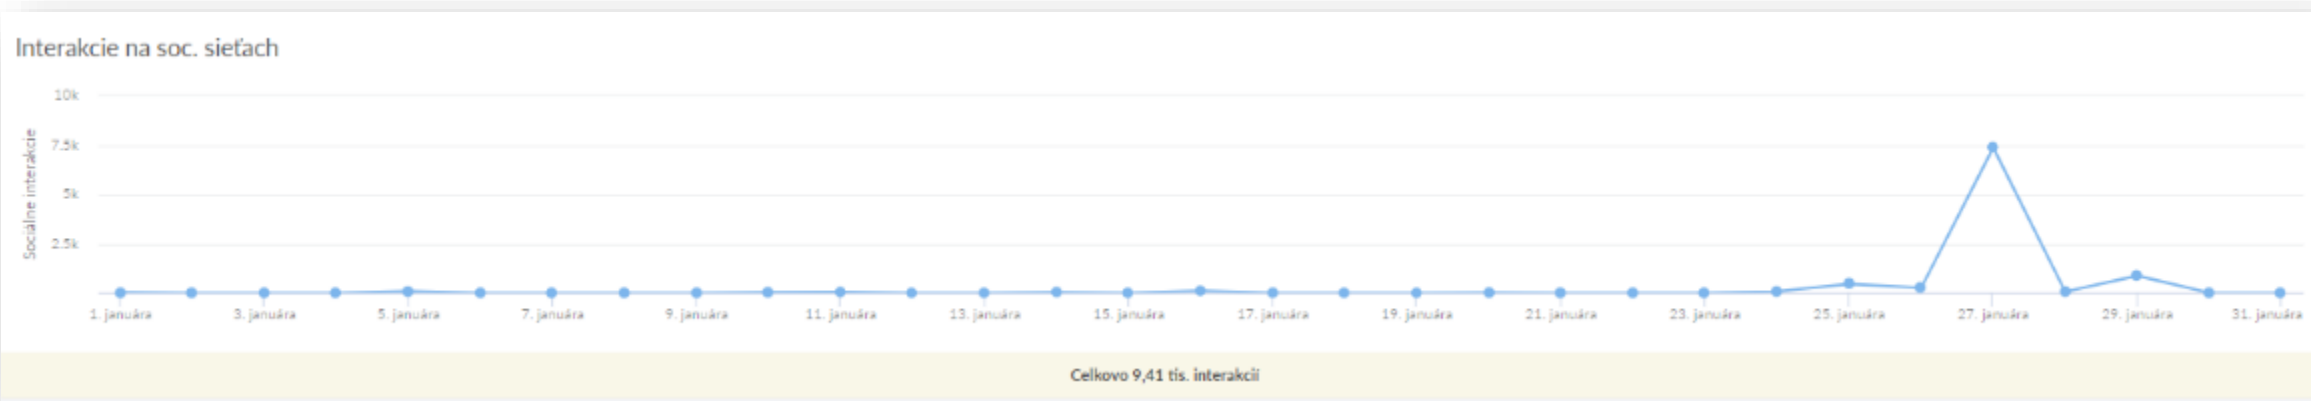 Interakcie na soc. sieťach
Sociálne interakcie
10k
7.5k
5k
2.5k
1. januára 3. januára 5. januára 7. januára 9. januára 11. januára 13. januára 15. januára 17. januára 19. januára 21. januára 23. januára 25. januára 27. januára 29. januára 31. januára
Celkovo 9,41 tis. interakcií